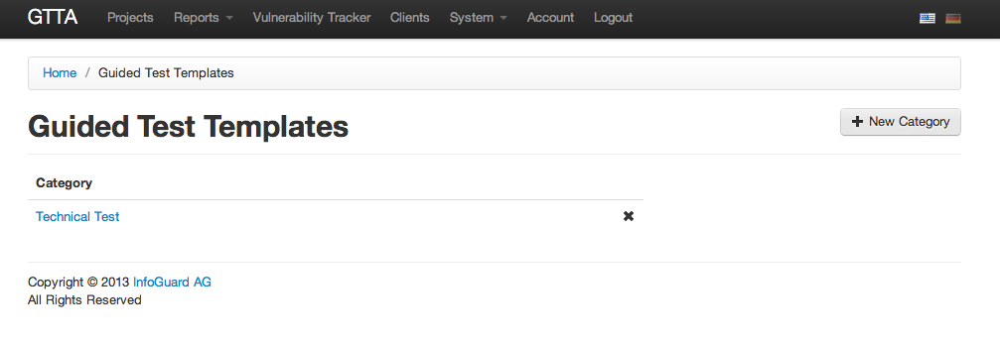 GTTA Projects Reports Vulnerability Tracker Clients System Account Logout
Home / Guided Test Templates
Guided Test Templates
New Category
Category
Technical Test
Copyright © 2013 InfoGuard AG
All Rights Reserved